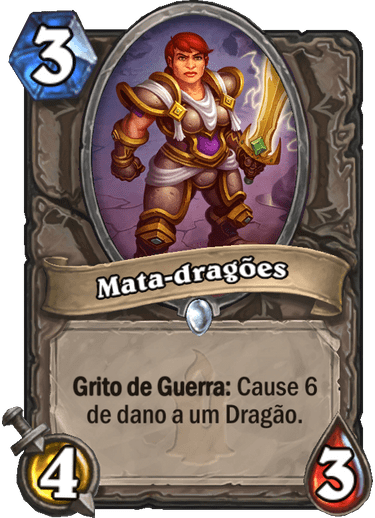 3
Mata-dragões
Grito de Guerra: Cause 6
de dano a um Dragão.
4
3